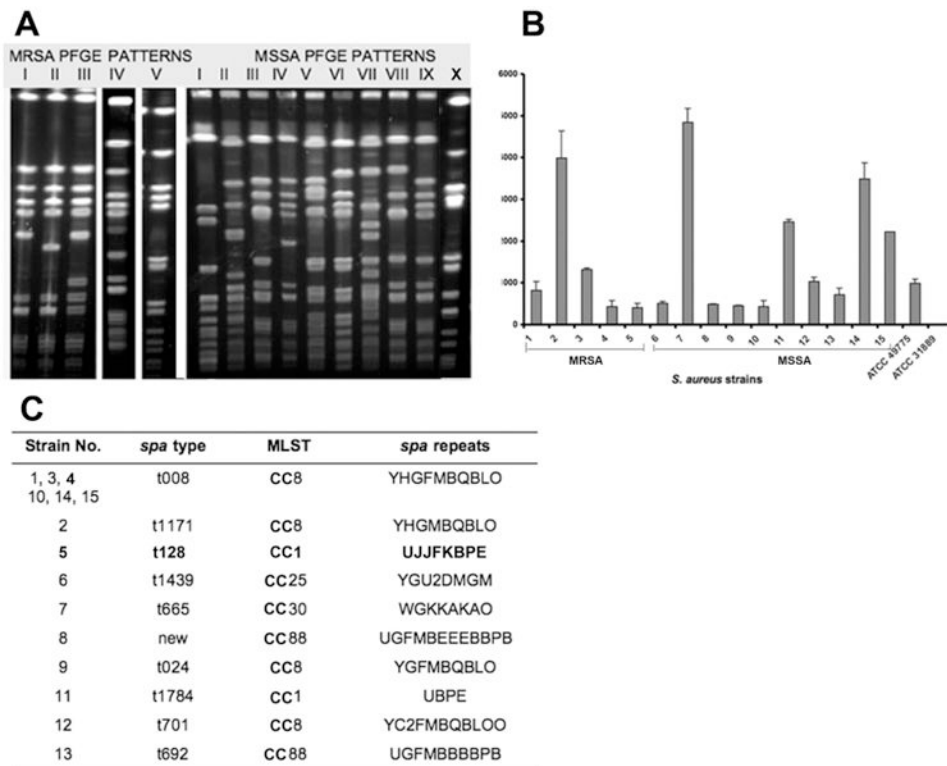 A
MRSA PFGE PATTERNS
I II III IV V
MSSA PFGE PATTERNS
I II III IV V VI VII VIII IX X
B
6000
5000
4000
3000
2000
1000
0
1 2 3 4 5 6 7 8 9 10 11 12 13 14 15 ATCC 49775 ATCC 31889
MRSA MSSA
S. aureus strains
C
Strain No. spa type MLST spa repeats
1, 3, 4 t008 CC8 YHGFMBQBLO
10, 14, 15
2 t1171 CC8 YHGMBQBLO
5 t128 CC1 UJJFKBPE
6 t1439 CC25 YGU2DMGM
7 t665 CC30 WGKKAKAO
8 new CC88 UGFMBEEEBBPB
9 t024 CC8 YGFMBQBLO
11 t1784 CC1 UBPE
12 t701 CC8 YC2FMBQBLOO
13 t692 CC88 UGFMBBBBPB